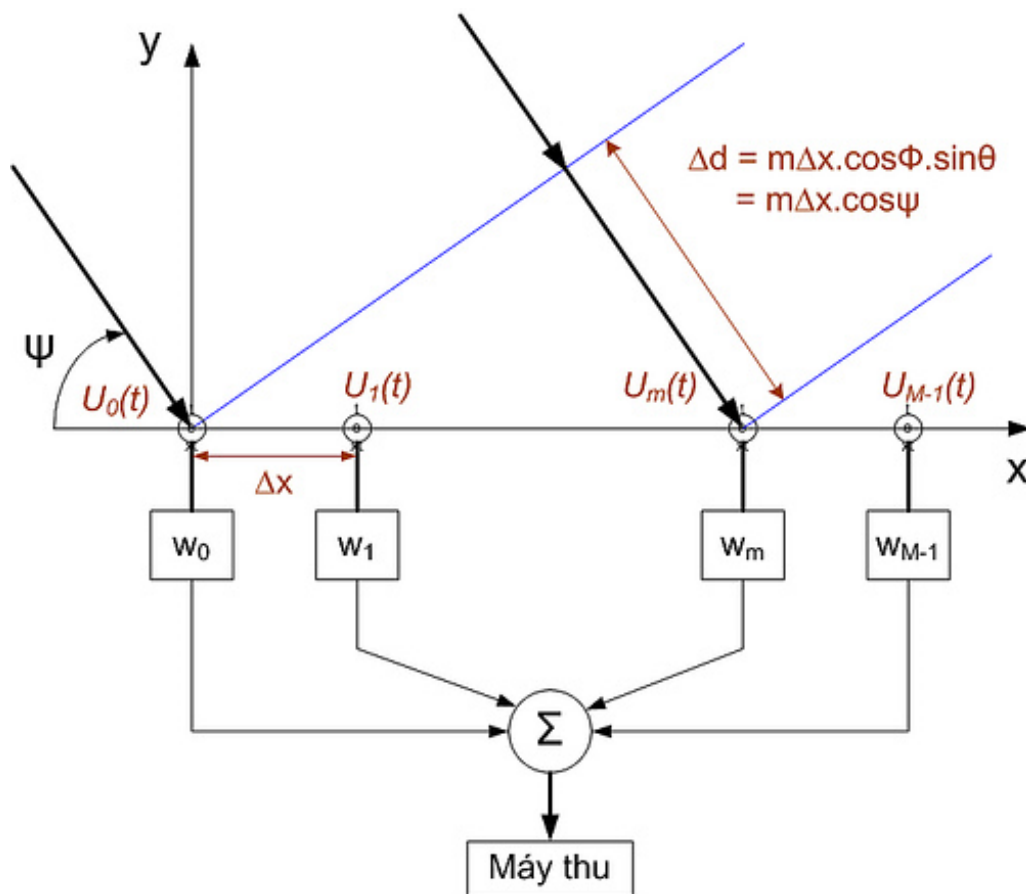 y
Δd = mΔx.cosΦ.sinθ
= mΔx.cosψ
Ψ
U0(t)
U1(t)
Um(t)
UM-1(t)
Δx
x
w0
w1
wm
wM-1
Σ
Máy thu